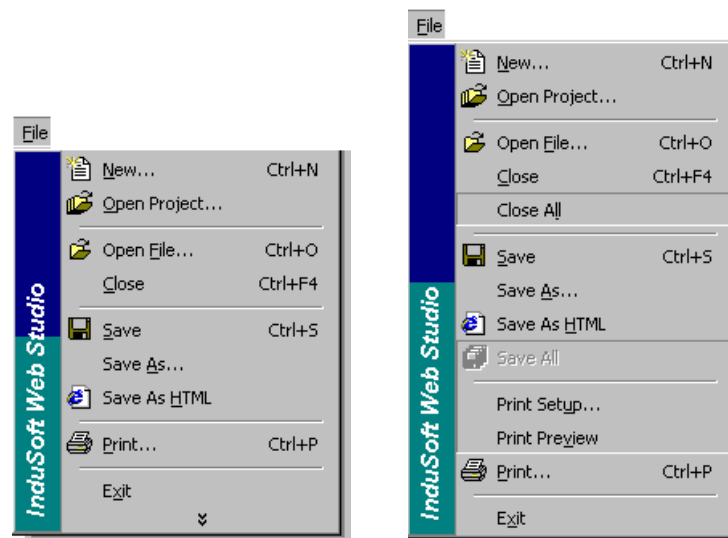 File
New... Ctrl+N
Open Project...
Open File... Ctrl+O
Close Ctrl+F4
Save Ctrl+S
Save As...
Save As HTML
Print... Ctrl+P
Exit
InduSoft Web Studio
File
New... Ctrl+N
Open Project...
Open File... Ctrl+O
Close Ctrl+F4
Close All
Save Ctrl+S
Save As...
Save As HTML
Save All
Print Setup...
Print Preview
Print... Ctrl+P
Exit
InduSoft Web Studio